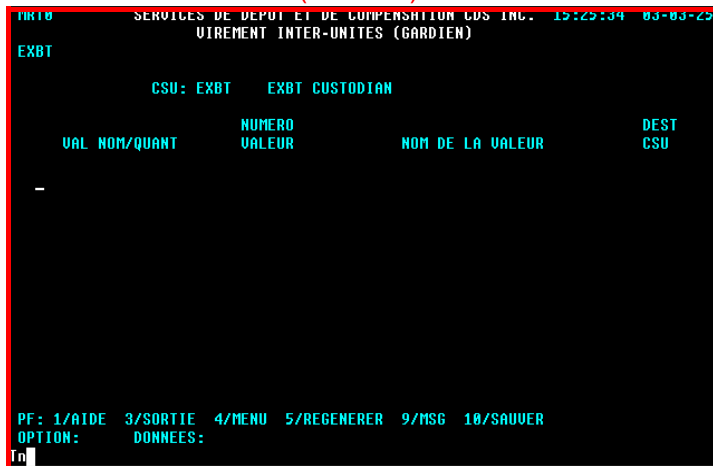 MRT0 SERVICES DE DEPOT ET DE COMPENSATION CDS INC. 15:25:34 03-03-25
VIREMENT INTER-UNITES (GARDIEN)
EXBT
CSU: EXBT EXBT CUSTODIAN
NUMERO DEST
VAL NOM/QUANT VALEUR NOM DE LA VALEUR CSU
PF: 1/AIDE 3/SORTIE 4/MENU 5/REGENERER 9/MSG 10/SAUVER
OPTION: DONNEES:
In